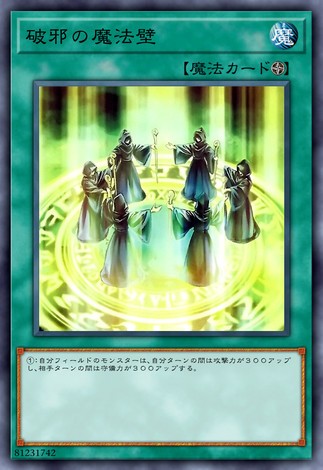 破邪の魔法壁
魔
【魔法カード】
①：自分フィールドのモンスターは、自分ターンの間は攻撃力が３００アップ
し、相手ターンの間は守備力が３００アップする。
81231742